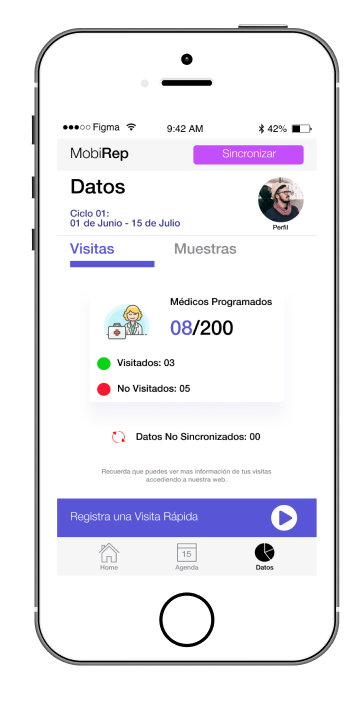 Figma 9:42 AM 42%
MobiRep Sincronizar
Datos
Ciclo 01:
01 de Junio - 15 de Julio
Perfil
Visitas Muestras
Médicos Programados
08/200
Visitados: 03
No Visitados: 05
Datos No Sincronizados: 00
Recuerda que puedes ver mas información de tus visitas
accediendo a nuestra web.
Registra una Visita Rápida
15
Home Agenda Datos